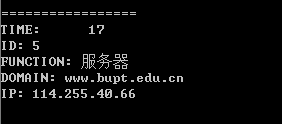 =================
TIME:      17
ID: 5
FUNCTION: 服务器
DOMAIN: www.bupt.edu.cn
IP: 114.255.40.66